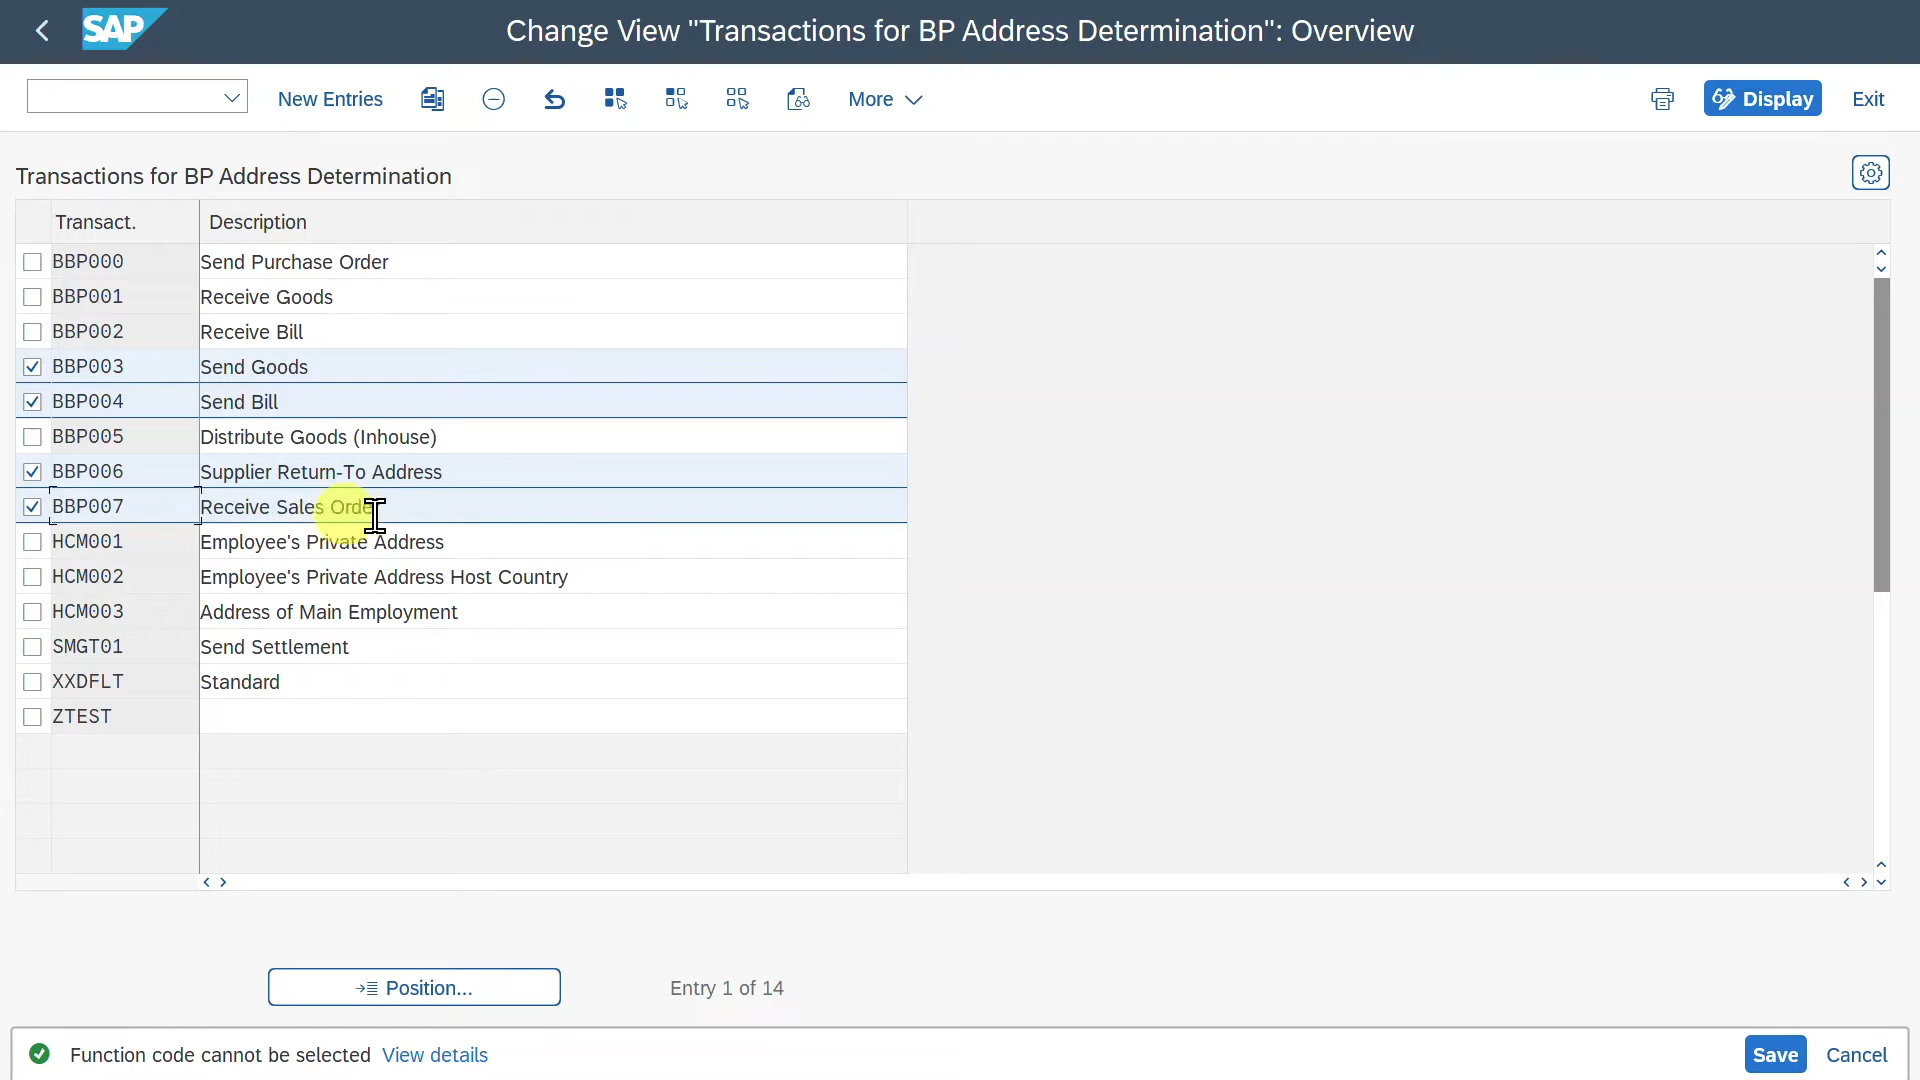 SAP
Change View "Transactions for BP Address Determination": Overview
New Entries
More
Display
Exit
Transactions for BP Address Determination
Transact. Description
BBP000 Send Purchase Order
BBP001 Receive Goods
BBP002 Receive Bill
BBP003 Send Goods
BBP004 Send Bill
BBP005 Distribute Goods (Inhouse)
BBP006 Supplier Return-To Address
BBP007 Receive Sales Order
HCM001 Employee's Private Address
HCM002 Employee's Private Address Host Country
HCM003 Address of Main Employment
SMGT01 Send Settlement
XXDFLT Standard
ZTEST
Position...
Entry 1 of 14
Function code cannot be selected View details
Save
Cancel